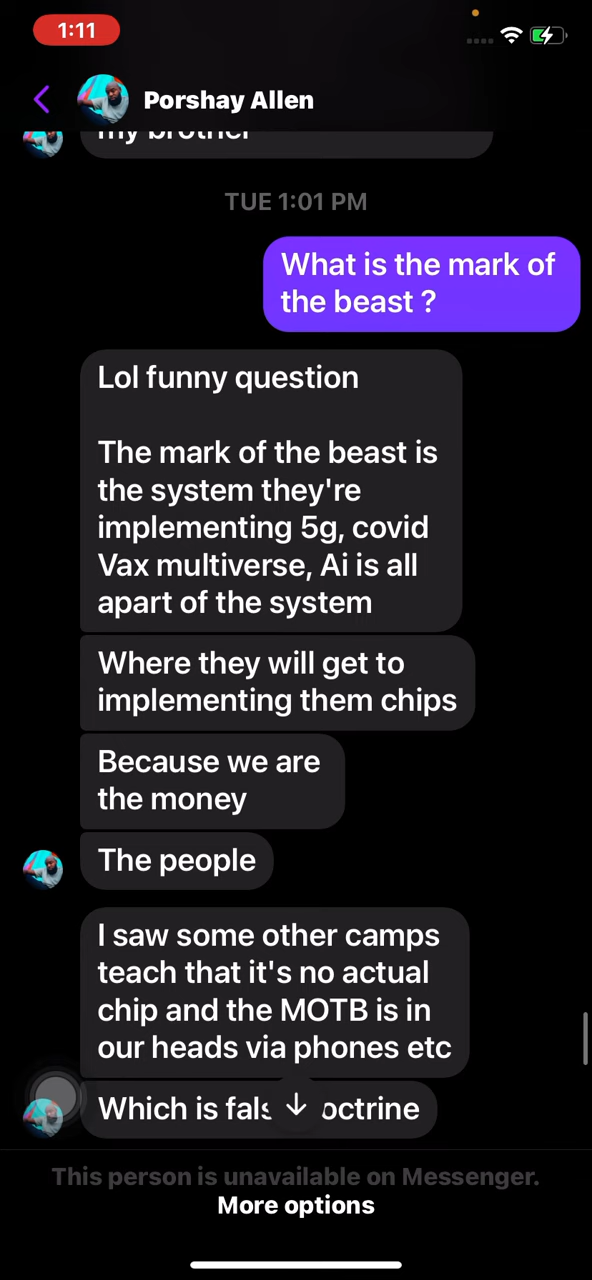 1:11
Porshay Allen
my brother
TUE 1:01 PM
What is the mark of
the beast ?
Lol funny question
The mark of the beast is
the system they're
implementing 5g, covid
Vax multiverse, Ai is all
apart of the system
Where they will get to
implementing them chips
Because we are
the money
The people
I saw some other camps
teach that it's no actual
chip and the MOTB is in
our heads via phones etc
Which is octrine
This person is unavailable on Messenger.
More options